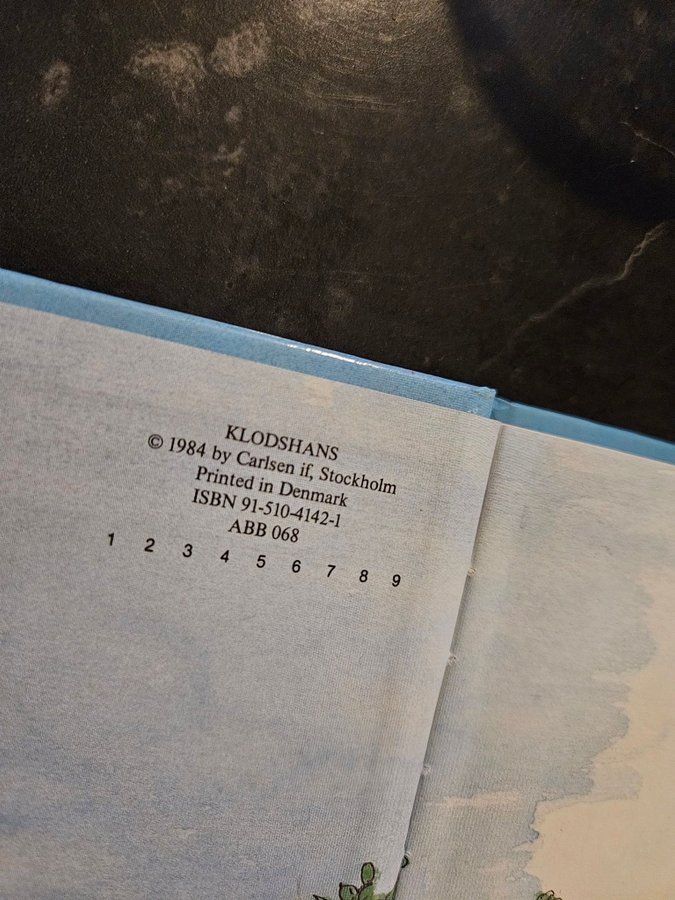 KLODSHANS
© 1984 by Carlsen if, Stockholm
Printed in Denmark
ISBN 91-510-4142-1
ABB 068
1 2 3 4 5 6 7 8 9